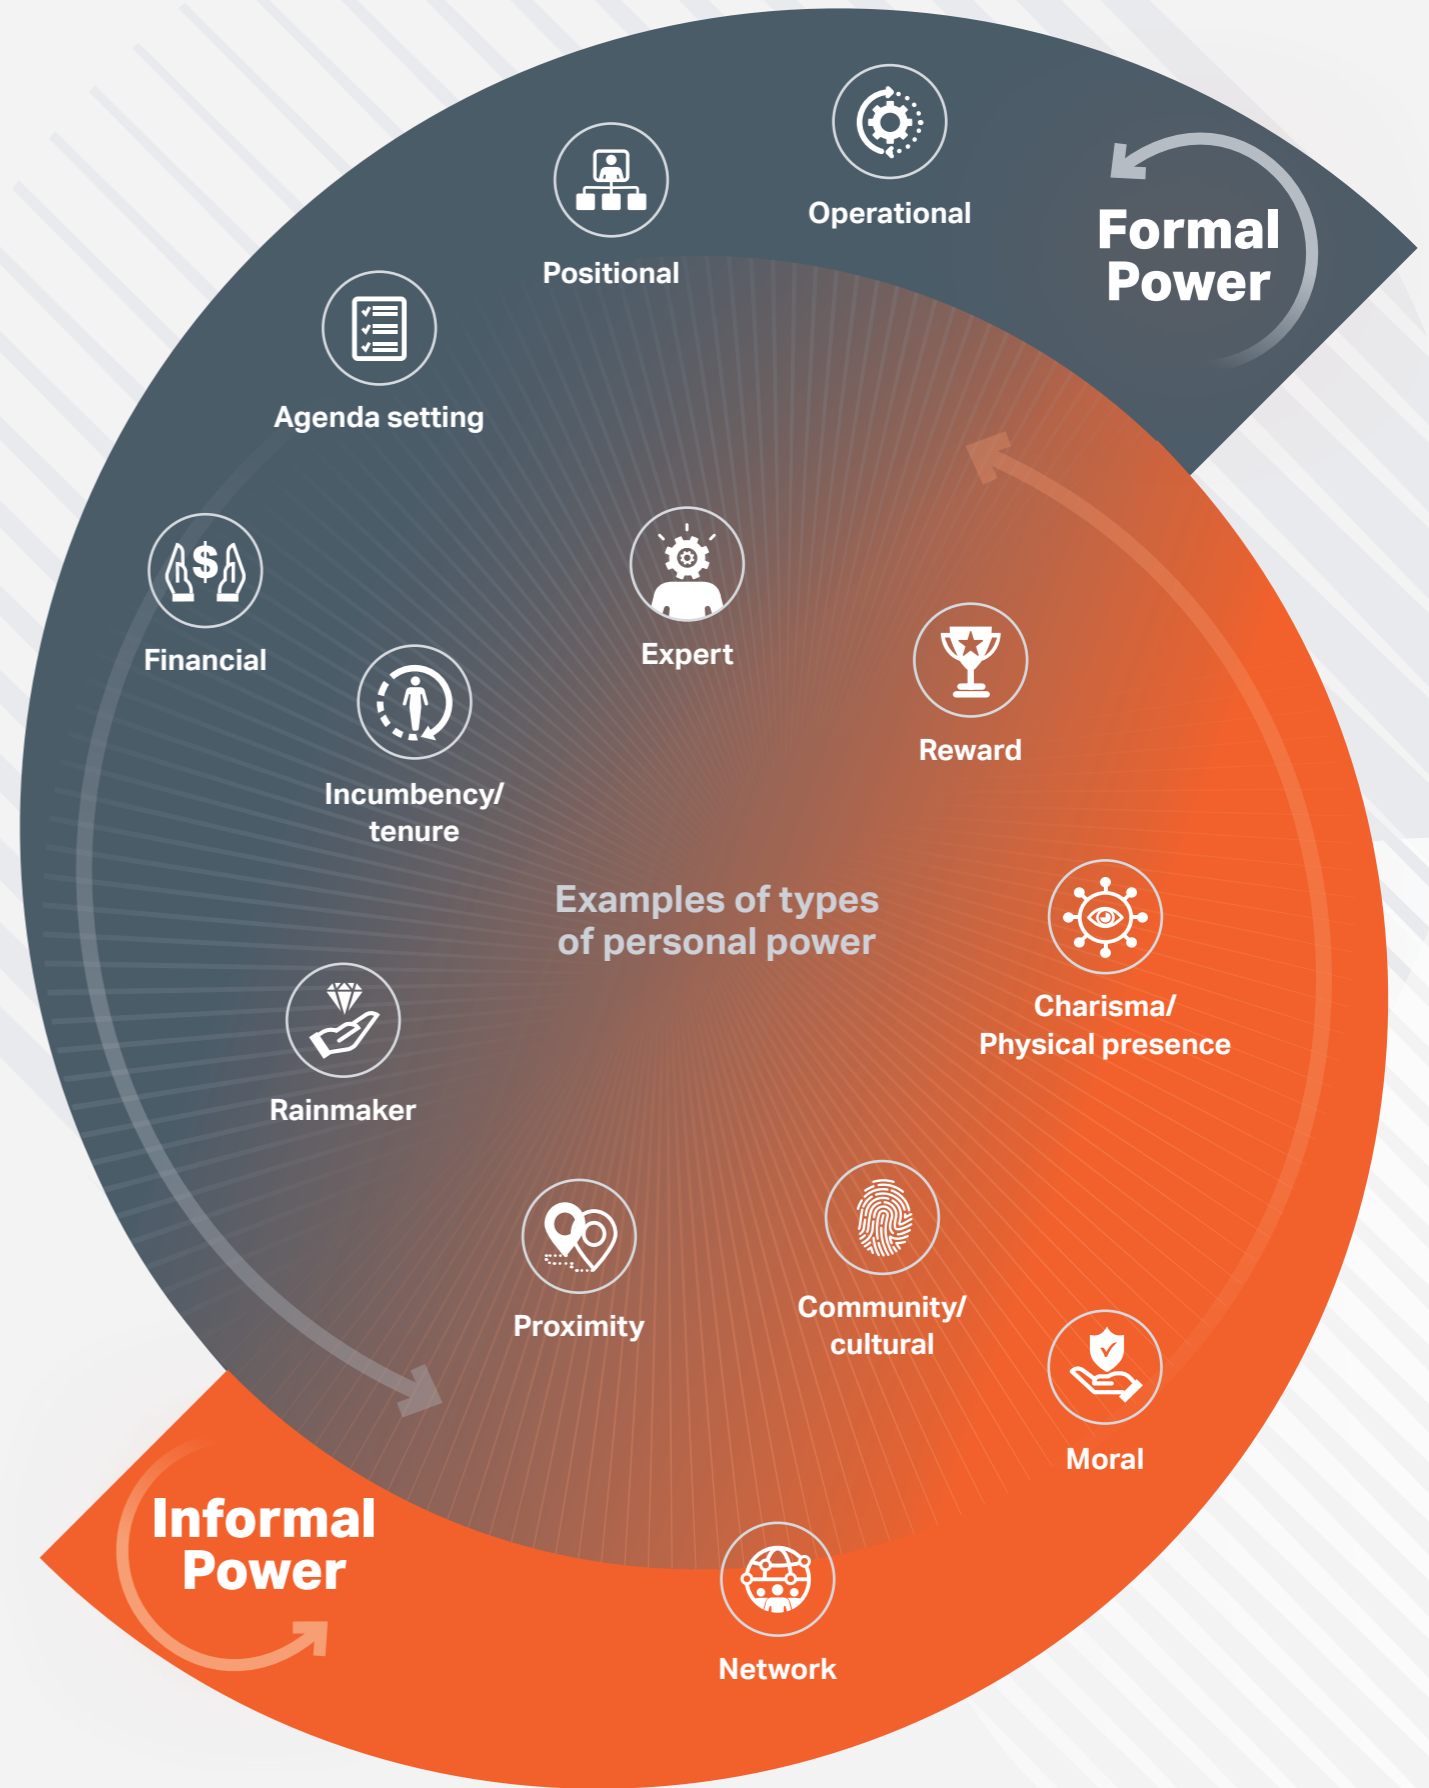 Operational
Formal
Power
Positional
Agenda setting
Expert
Financial
Reward
Incumbency/
tenure
Examples of types
of personal power
Charisma/
Physical presence
Rainmaker
Proximity
Community/
cultural
Moral
Informal
Power
Network
$